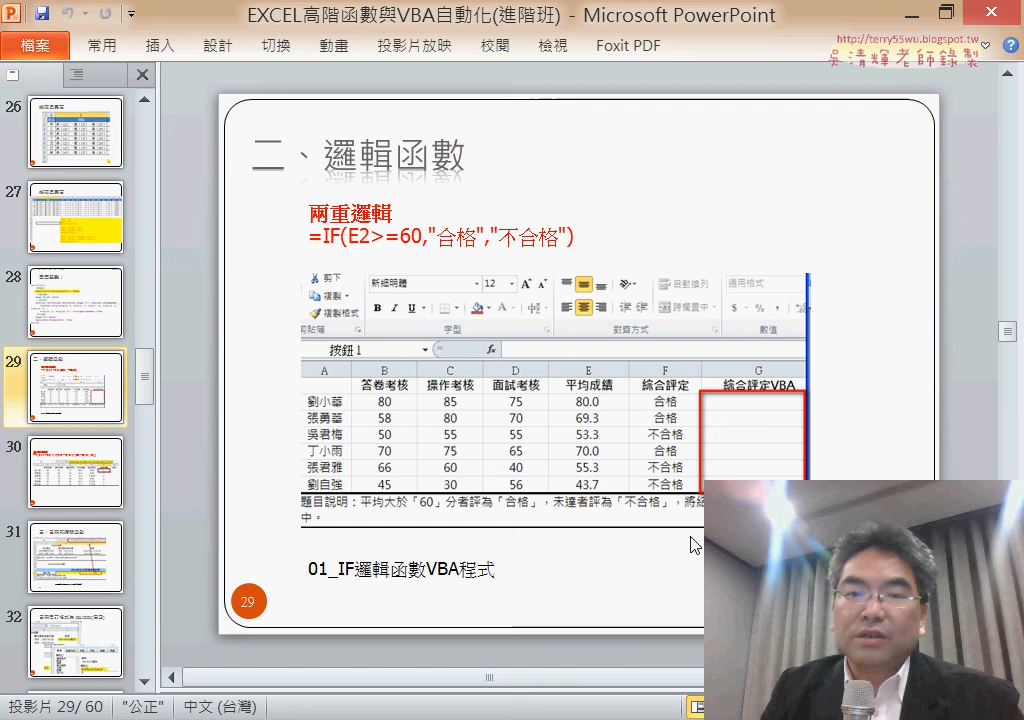 EXCEL高階函數與VBA自動化(進階班) - Microsoft PowerPoint
檔案 常用 插入 設計 切換 動畫 投影片放映 校閱 檢視 Foxit PDF
http://terry55wu.blogspot.tw
吳清輝老師錄製
26
27
28
29
30
31
32
二、邏輯函數
兩重邏輯
=IF(E2>=60,"合格","不合格")
剪下
複製
複製格式
剪貼簿
新細明體 12
B I U
字型
自動換列
跨欄置中
對齊方式
通用格式
$ % ,
數值
按鈕 1 fx
A B C D E F G
答卷考核 操作考核 面試考核 平均成績 綜合評定 綜合評定VBA
劉小華 80 85 75 80.0 合格
張勇華 58 80 70 69.3 合格
吳君梅 50 55 55 53.3 不合格
丁小雨 70 75 65 70.0 合格
張君雅 66 60 40 55.3 不合格
劉自強 45 30 56 43.7 不合格
題目說明：平均大於「60」分者評為「合格」，未達者評為「不合格」，將結
中。
01_IF邏輯函數VBA程式
29
投影片 29/ 60 "公正" 中文 (台灣)